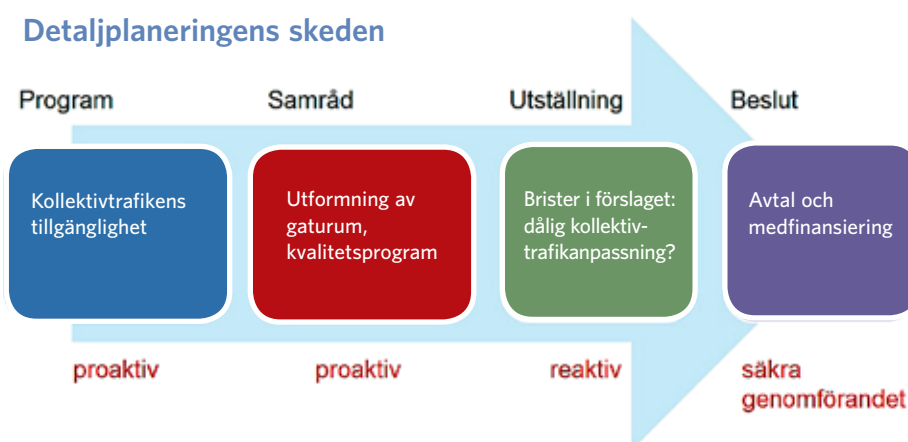 Detaljplaneringens skeden
Program
Samråd
Utställning
Beslut
Kollektivtrafikens
tillgänglighet
Utformning av
gaturum,
kvalitetsprogram
Brister i förslaget:
dålig kollektiv-
trafikanpassning?
Avtal och
medfinansiering
proaktiv
proaktiv
reaktiv
säkra
genomförandet